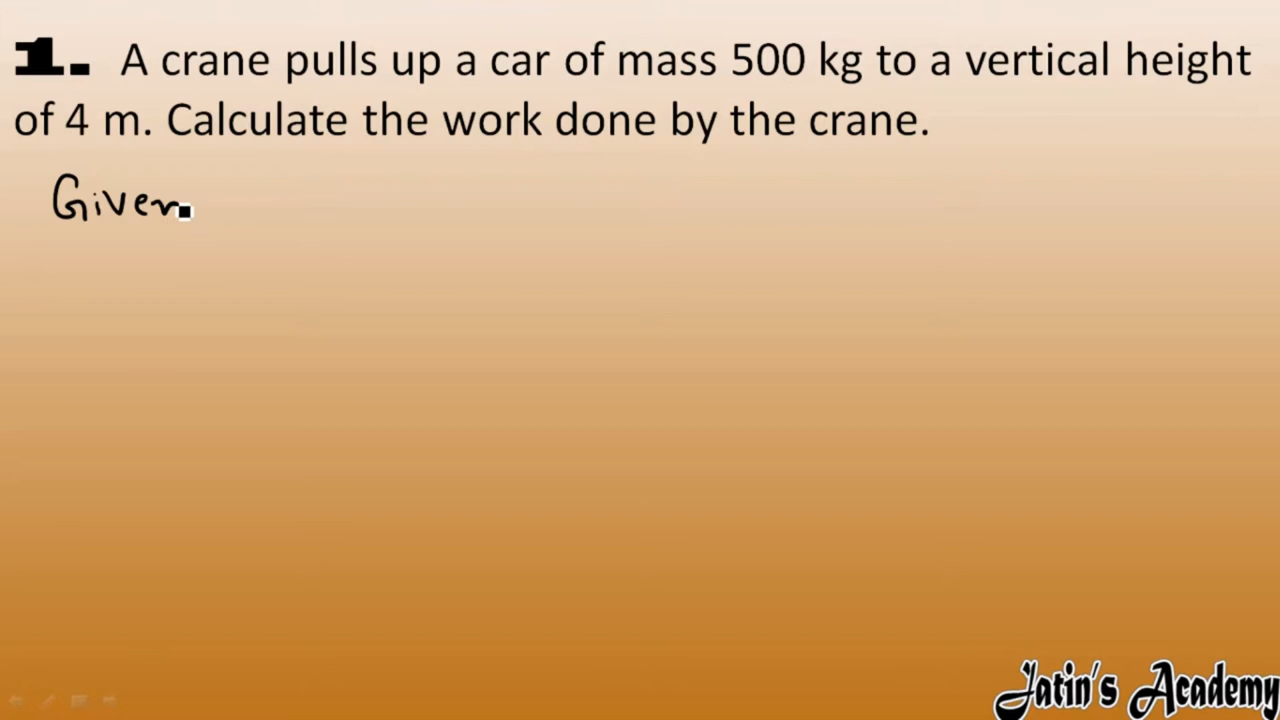 1. A crane pulls up a car of mass 500 kg to a vertical height
of 4 m. Calculate the work done by the crane.
Given
Jatin's Academy